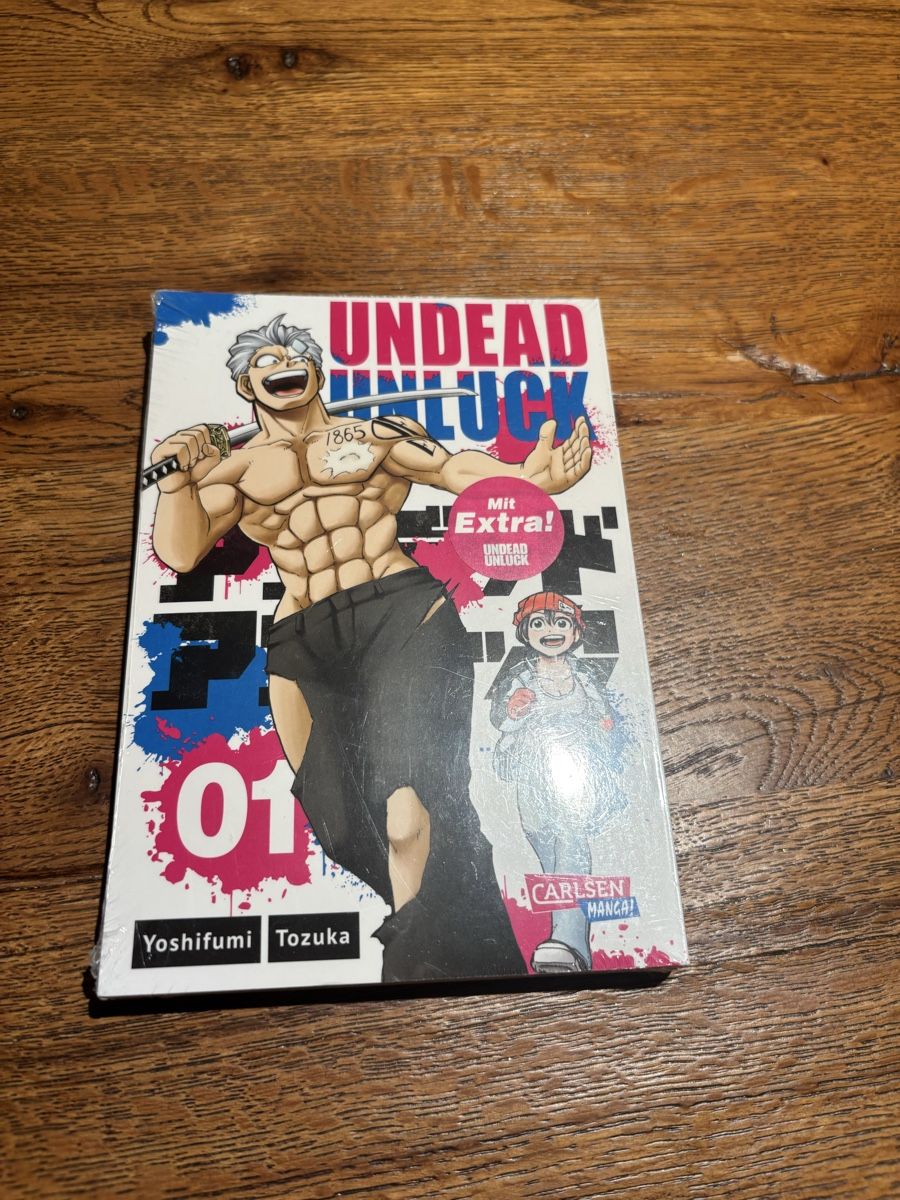 UNDEAD
UNLUCK
1865
Mit
Extra!
UNDEAD
UNLUCK
01
CARLSEN
MANGA!
Yoshifumi Tozuka